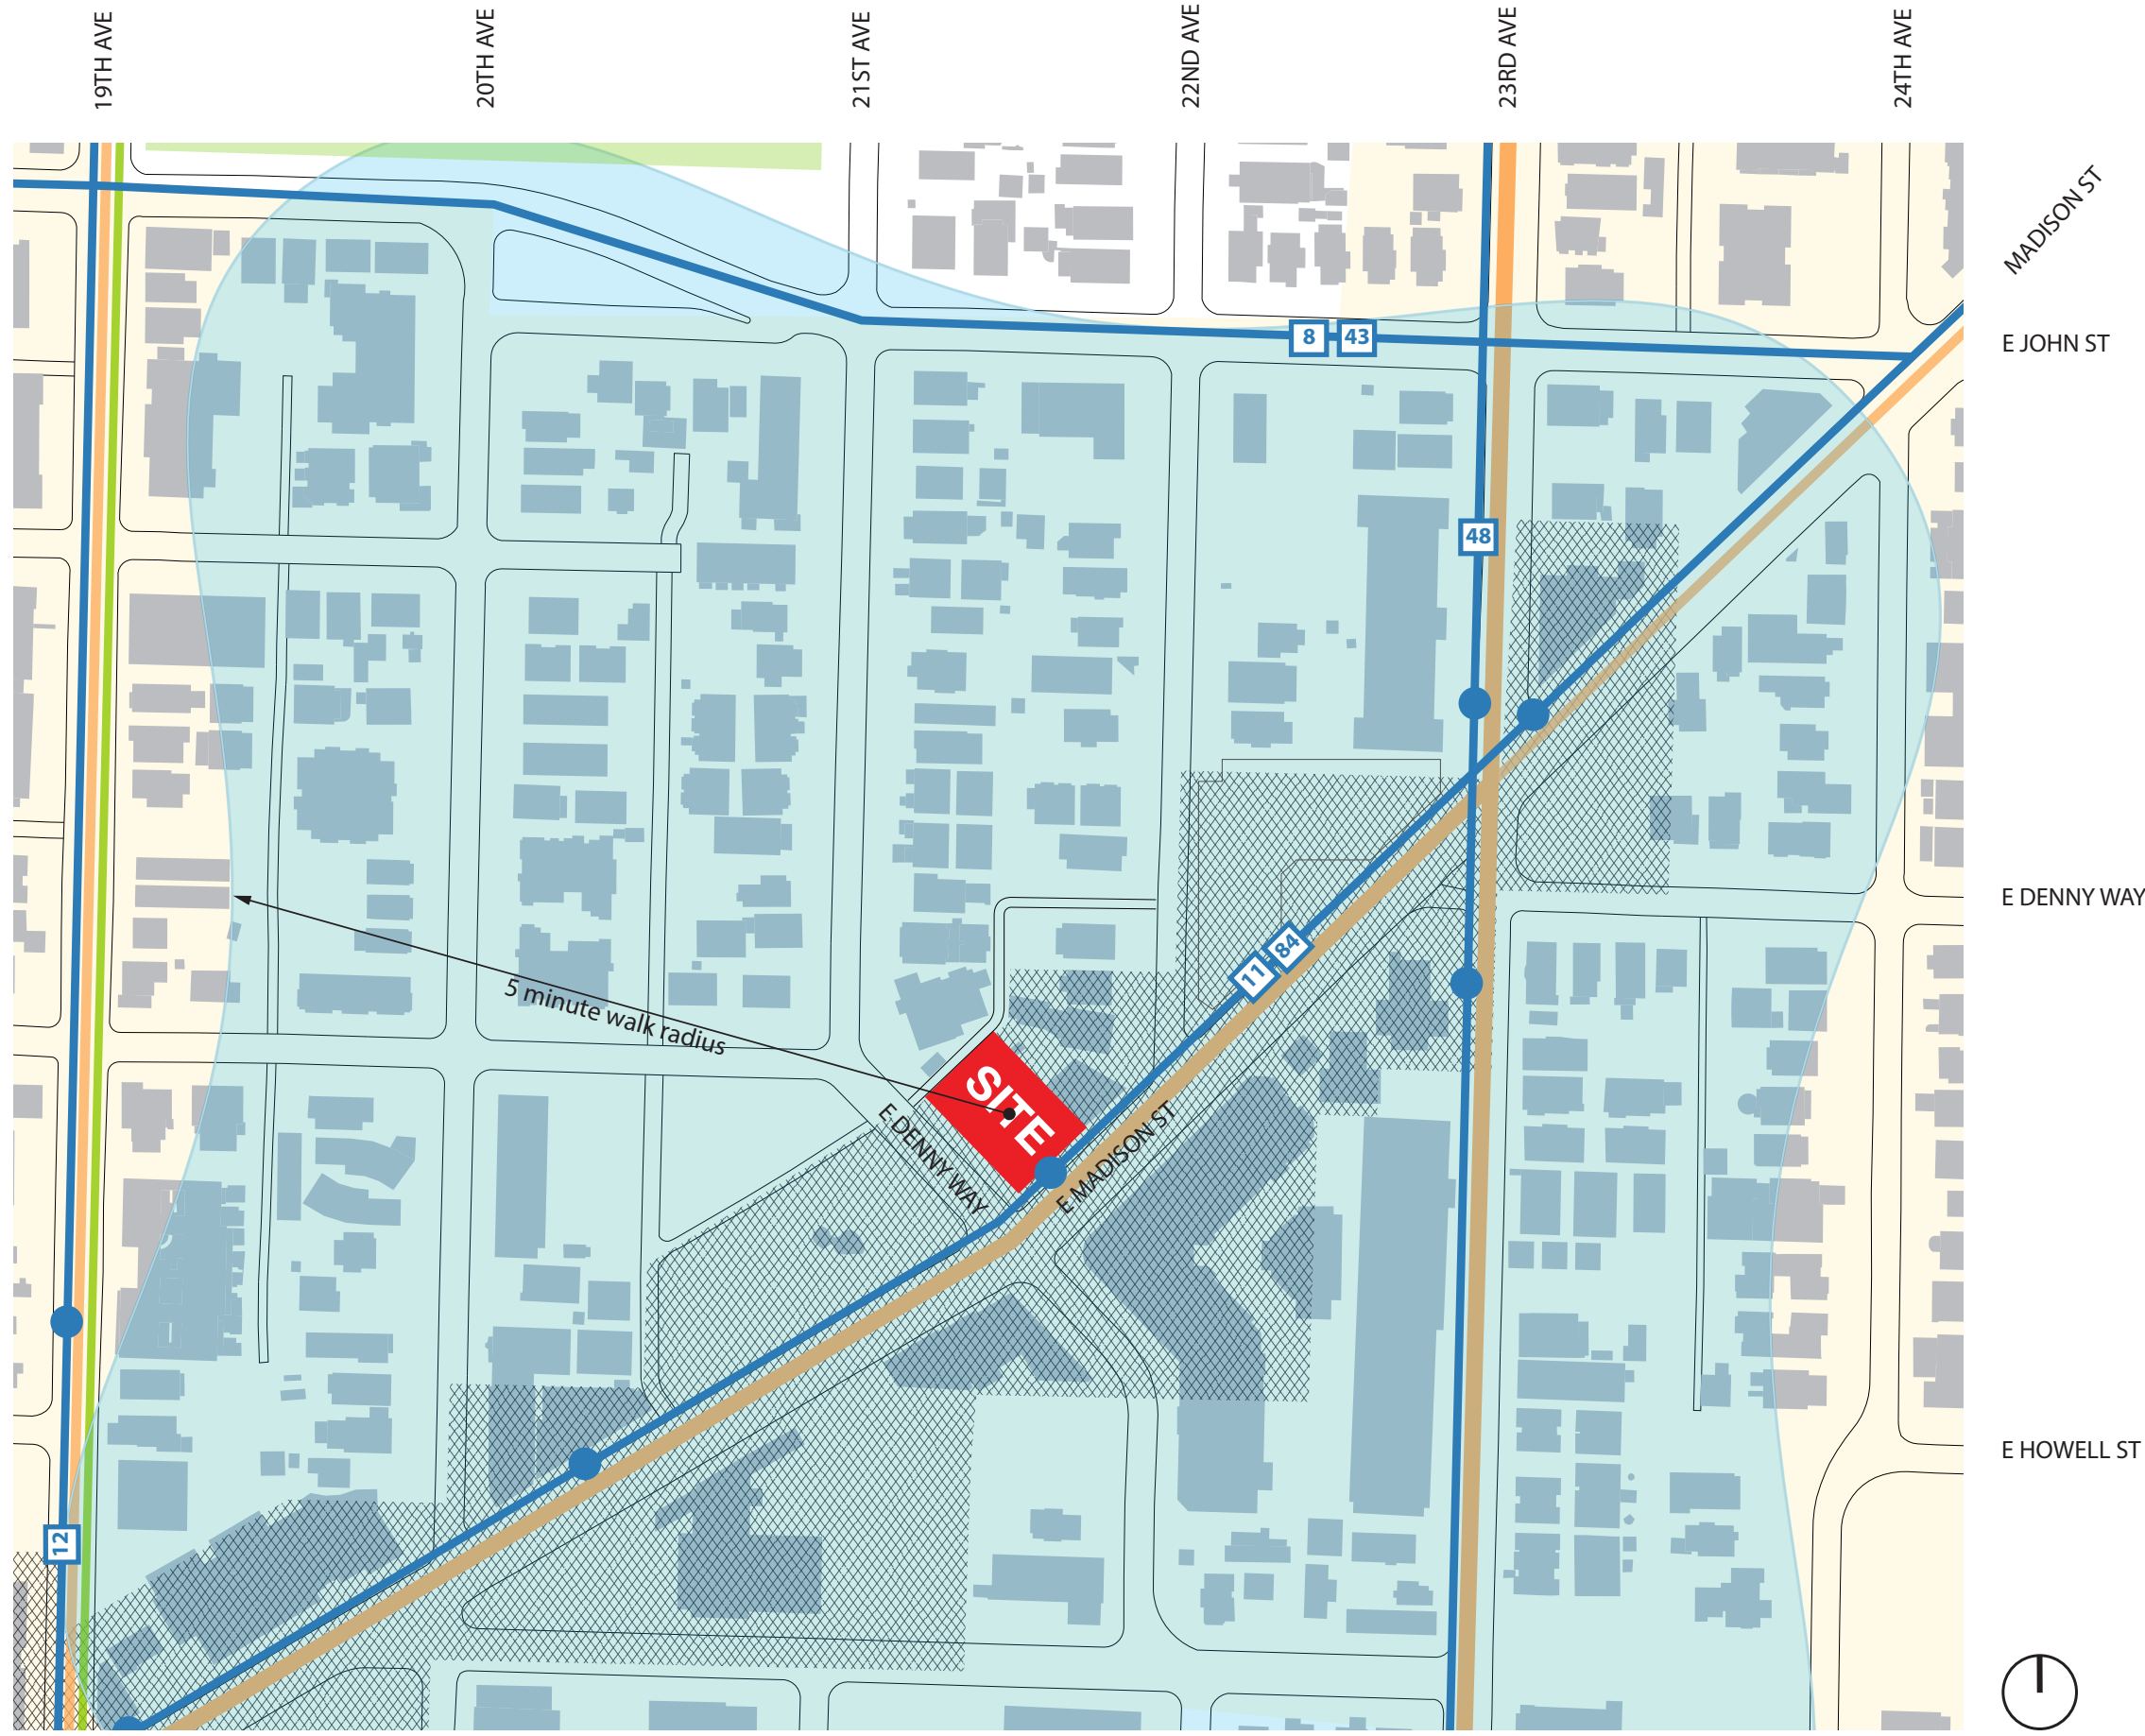 19TH AVE
20TH AVE
21ST AVE
22ND AVE
23RD AVE
24TH AVE
MADISON ST
8
43
E JOHN ST
48
E DENNY WAY
11
84
5 minute walk radius
SITE
E DENNY WAY
E MADISON ST
E HOWELL ST
12